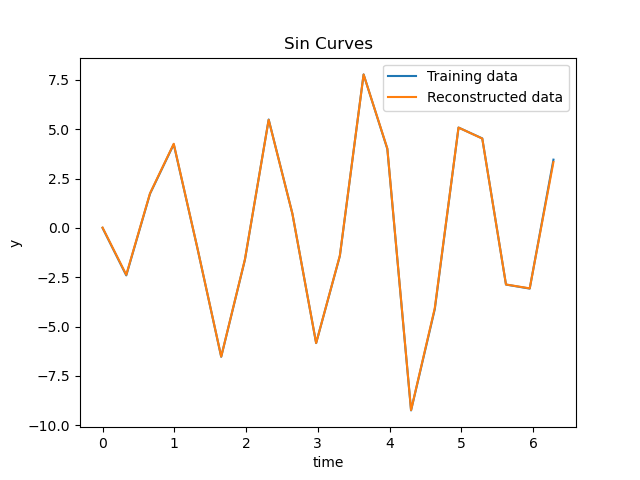 Sin Curves
Training data
Reconstructed data
7.5
5.0
2.5
0.0
−2.5
−5.0
−7.5
−10.0
y
0 1 2 3 4 5 6
time